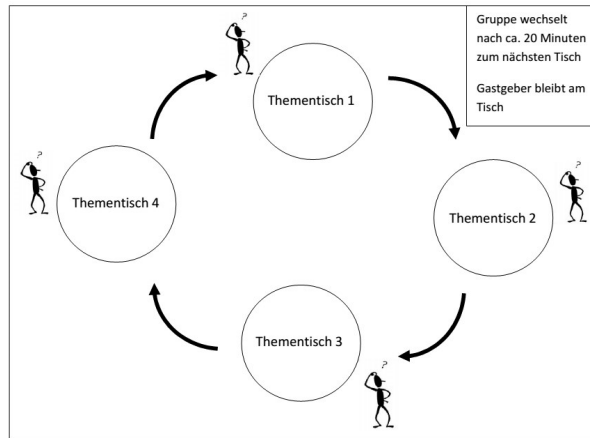 ?
Thementisch 1
Gruppe wechselt
nach ca. 20 Minuten
zum nächsten Tisch
Gastgeber bleibt am
Tisch
?
Thementisch 4
Thementisch 2
?
Thementisch 3
?